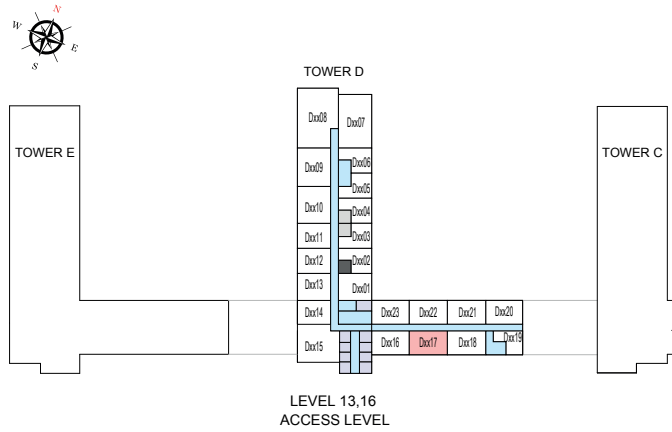 N
W
E
S
TOWER D
Dxx08
Dxx07
TOWER E
TOWER C
Dxx09
Dxx06
Dxx05
Dxx10
Dxx04
Dxx11
Dxx03
Dxx12
Dxx02
Dxx13
Dxx01
Dxx14
Dxx23
Dxx22
Dxx21
Dxx20
Dxx15
Dxx16
Dxx17
Dxx18
Dxx19
LEVEL 13,16
ACCESS LEVEL